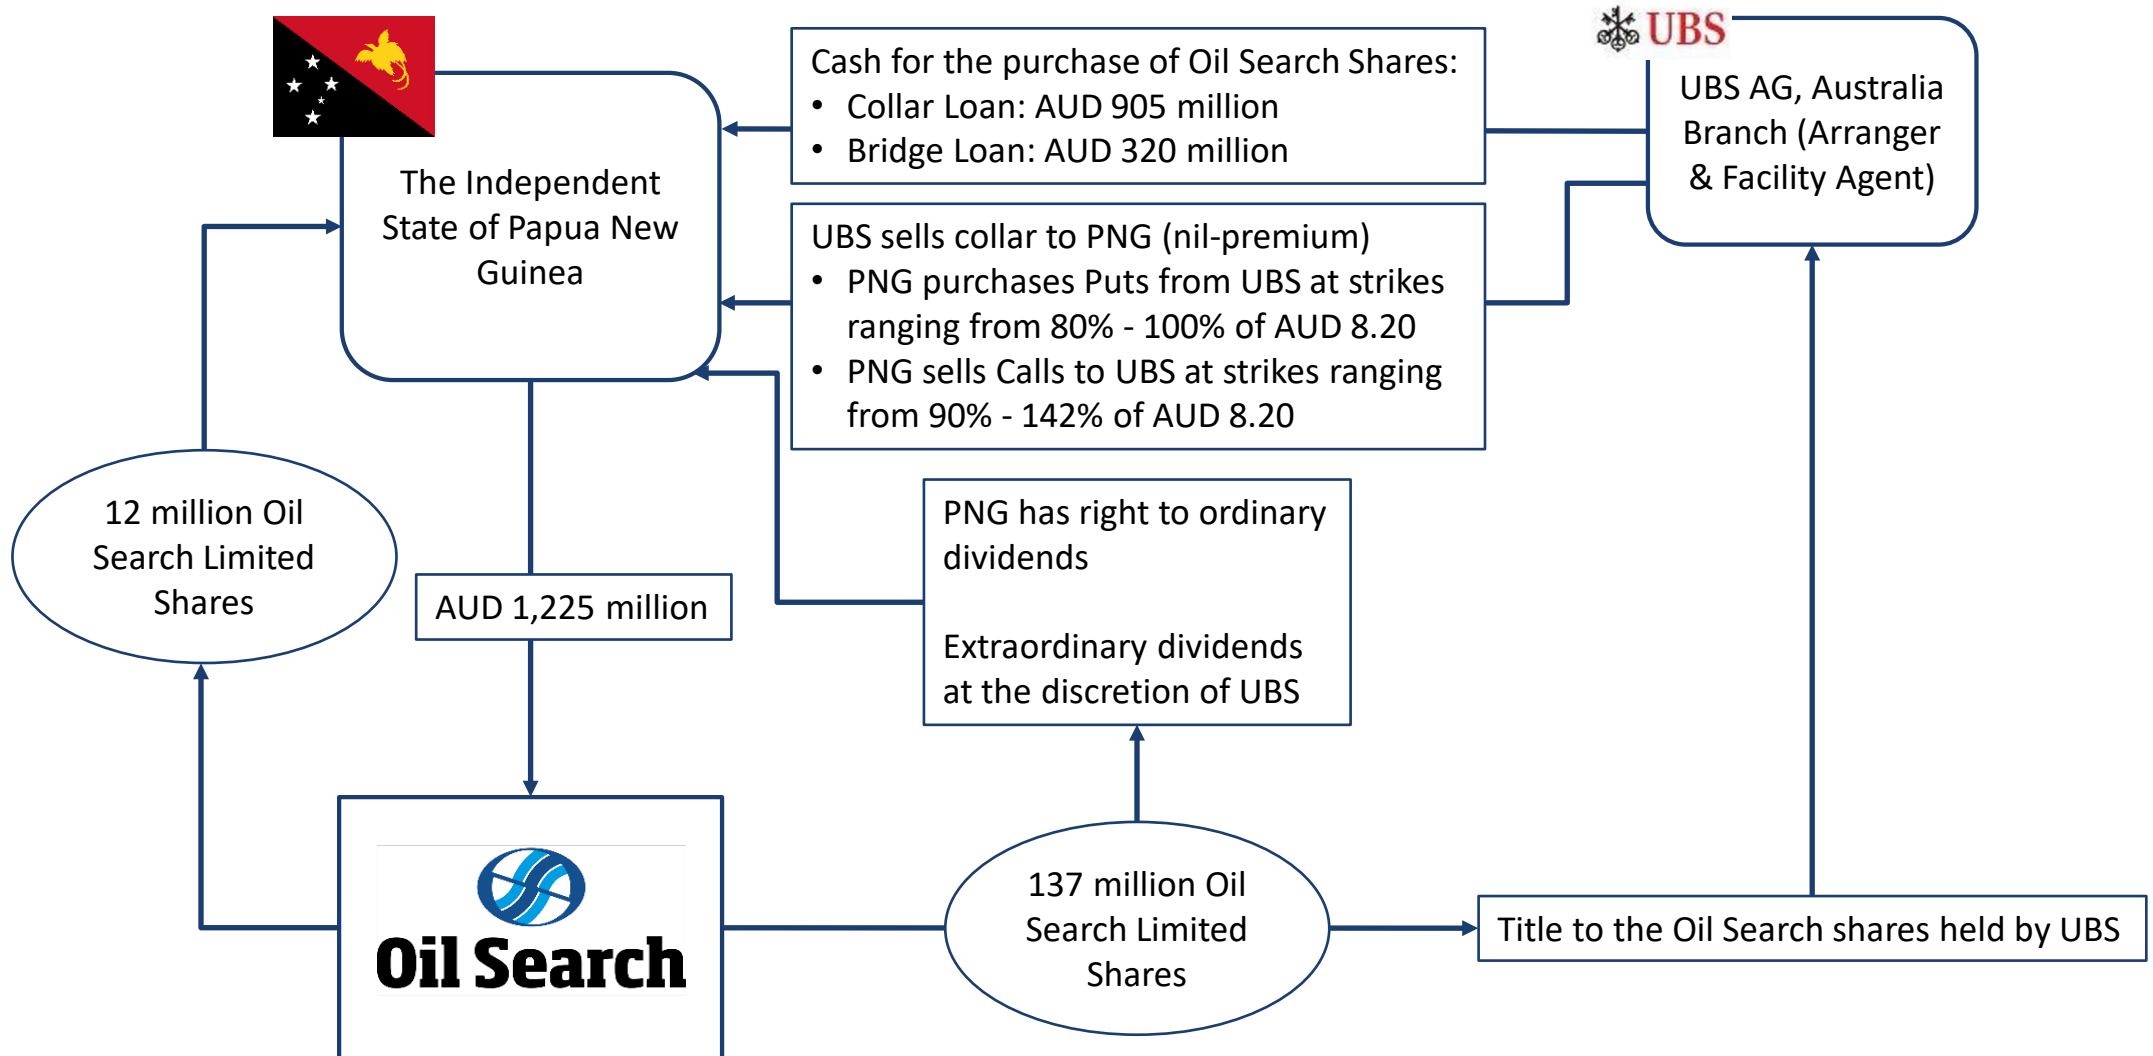 UBS
Cash for the purchase of Oil Search Shares:
• Collar Loan: AUD 905 million
• Bridge Loan: AUD 320 million
UBS AG, Australia
Branch (Arranger
& Facility Agent)
The Independent
State of Papua New
Guinea
UBS sells collar to PNG (nil-premium)
• PNG purchases Puts from UBS at strikes
ranging from 80% - 100% of AUD 8.20
• PNG sells Calls to UBS at strikes ranging
from 90% - 142% of AUD 8.20
12 million Oil
Search Limited
Shares
AUD 1,225 million
PNG has right to ordinary
dividends
Extraordinary dividends
at the discretion of UBS
Oil Search
137 million Oil
Search Limited
Shares
Title to the Oil Search shares held by UBS